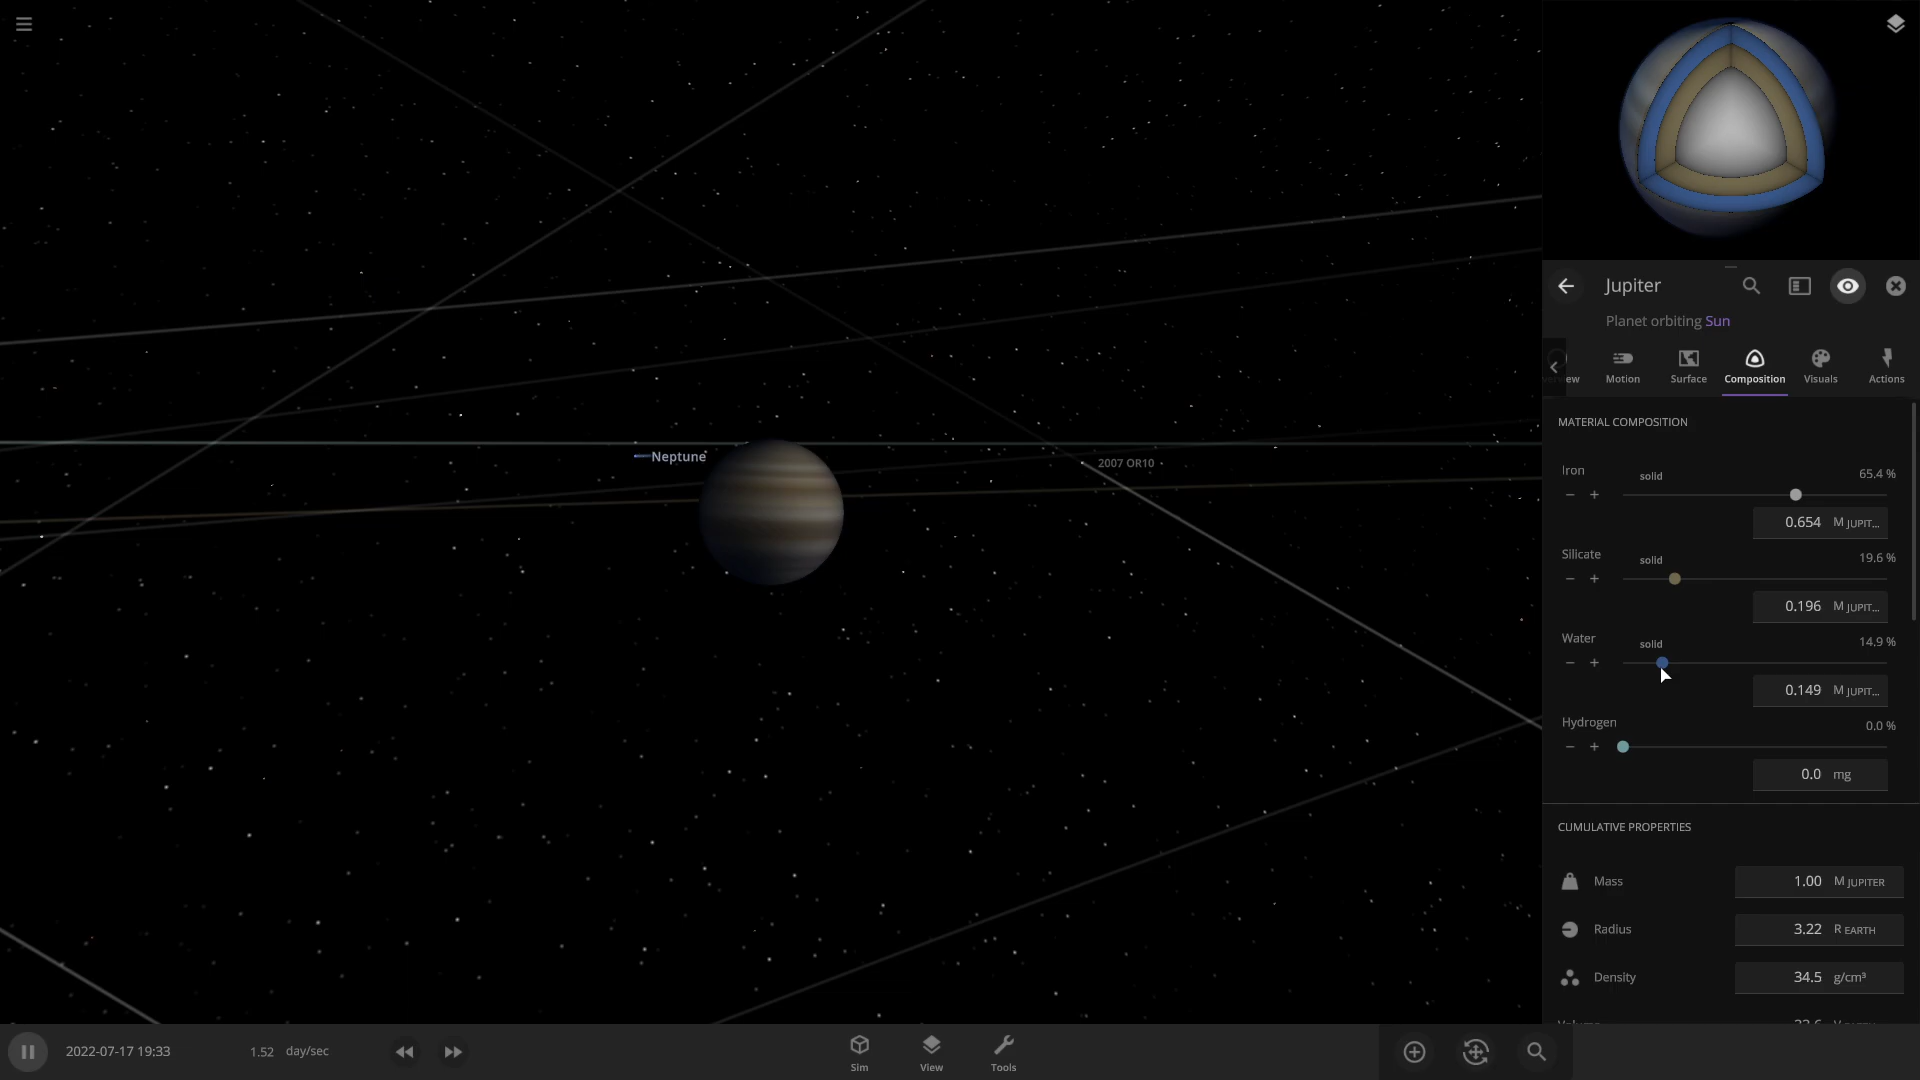 Jupiter
Planet orbiting Sun
Motion
Surface
Composition
Visuals
Actions
MATERIAL COMPOSITION
Iron
solid
65.4 %
0.654 M JUPIT...
Silicate
solid
19.6 %
0.196 M JUPIT...
Water
solid
14.9 %
0.149 M JUPIT...
Hydrogen
0.0 %
0.0 mg
CUMULATIVE PROPERTIES
Mass 1.00 M JUPITER
Radius 3.22 R EARTH
Density 34.5 g/cm³
Neptune
2007 OR10
2022-07-17 19:33
1.52 day/sec
Sim
View
Tools